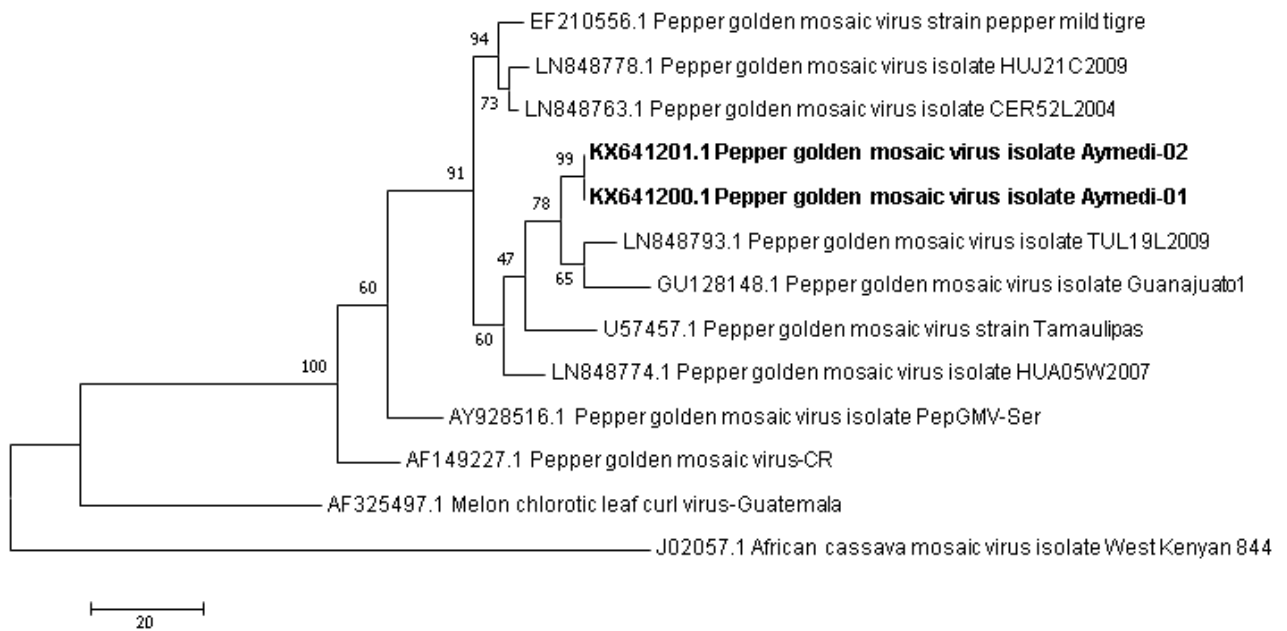 EF210556.1 Pepper golden mosaic virus strain pepper mild tigre
94
LN848778.1 Pepper golden mosaic virus isolate HUJ21C2009
73
LN848763.1 Pepper golden mosaic virus isolate CER52L2004
99
KX641201.1 Pepper golden mosaic virus isolate Aymedi-02
91
KX641200.1 Pepper golden mosaic virus isolate Aymedi-01
78
LN848793.1 Pepper golden mosaic virus isolate TUL19L2009
47
65
GU128148.1 Pepper golden mosaic virus isolate Guanajuato1
60
U57457.1 Pepper golden mosaic virus strain Tamaulipas
60
100
LN848774.1 Pepper golden mosaic virus isolate HUA05W2007
AY928516.1 Pepper golden mosaic virus isolate PepGMV-Ser
AF149227.1 Pepper golden mosaic virus-CR
AF325497.1 Melon chlorotic leaf curl virus-Guatemala
J02057.1 African cassava mosaic virus isolate West Kenyan 844
20